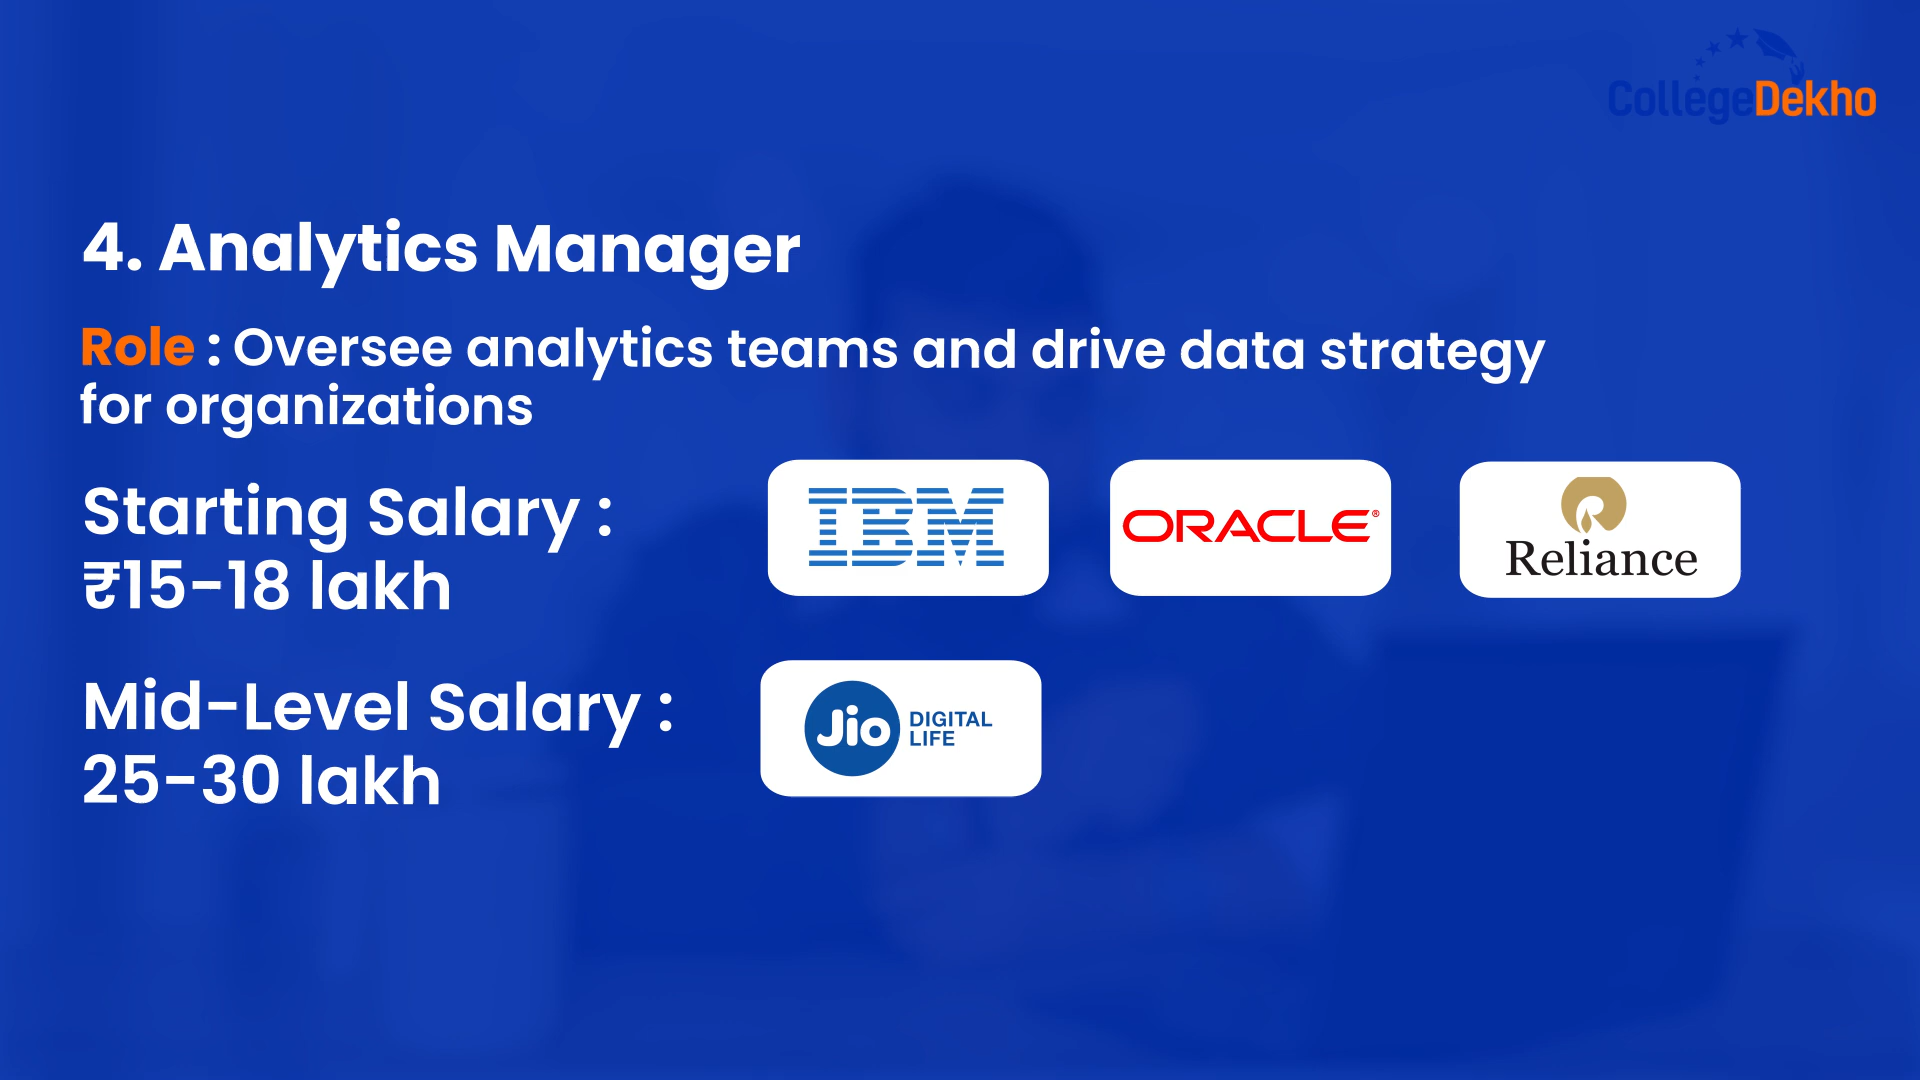 CollegeDekho
4. Analytics Manager
Role : Oversee analytics teams and drive data strategy
for organizations
Starting Salary :
₹15-18 lakh
IBM
ORACLE®
Reliance
Mid-Level Salary :
25-30 lakh
Jio
DIGITAL
LIFE